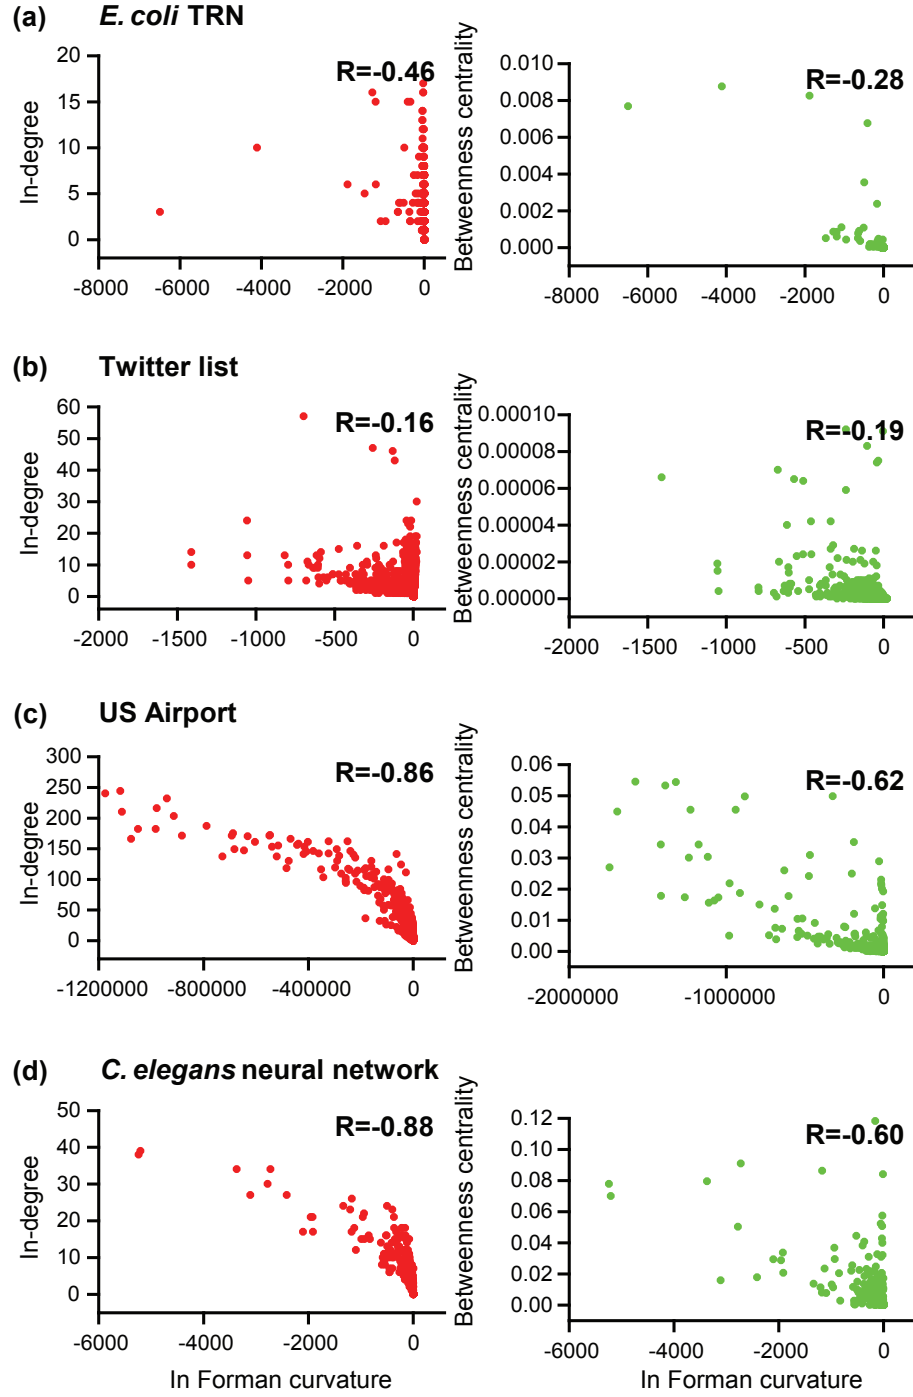 (a) E. coli TRN
R=-0.46
In-degree
20
15
10
5
0
-8000 -6000 -4000 -2000 0
R=-0.28
Betweenness centrality
0.010
0.008
0.006
0.004
0.002
0.000
-8000 -6000 -4000 -2000 0
(b) Twitter list
R=-0.16
In-degree
60
50
40
30
20
10
0
-2000 -1500 -1000 -500 0
R=-0.19
Betweenness centrality
0.00010
0.00008
0.00006
0.00004
0.00002
0.00000
-2000 -1500 -1000 -500 0
(c) US Airport
R=-0.86
In-degree
300
250
200
150
100
50
0
-1200000 -800000 -400000 0
R=-0.62
Betweenness centrality
0.06
0.05
0.04
0.03
0.02
0.01
0.00
-2000000 -1000000 0
(d) C. elegans neural network
R=-0.88
In-degree
50
40
30
20
10
0
-6000 -4000 -2000 0
In Forman curvature
R=-0.60
Betweenness centrality
0.12
0.10
0.08
0.06
0.04
0.02
0.00
-6000 -4000 -2000 0
In Forman curvature